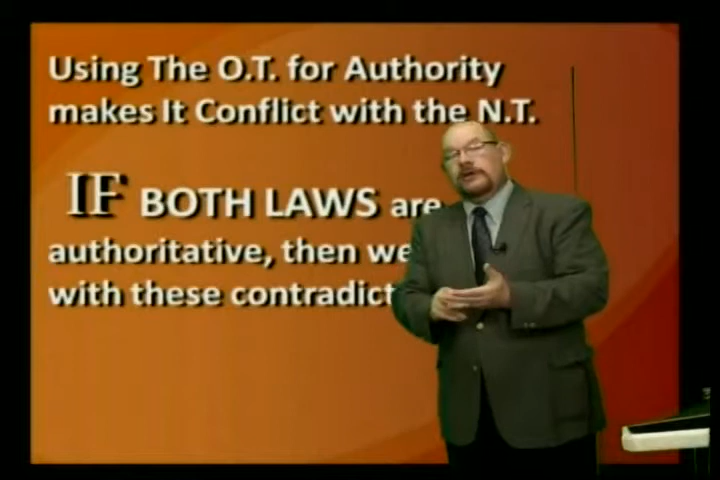 Using The O.T. for Authority
makes It Conflict with the N.T.
IF BOTH LAWS are
authoritative, then we
with these